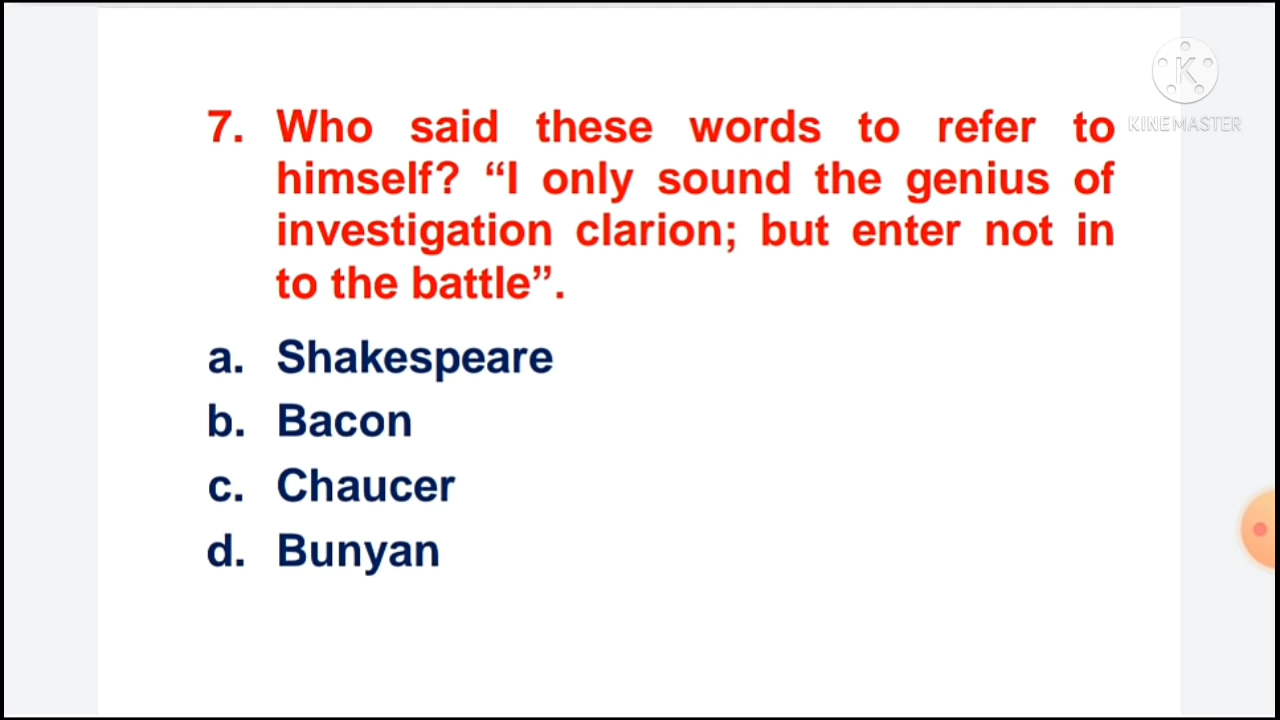 7. Who said these words to refer to
himself? “I only sound the genius of
investigation clarion; but enter not in
to the battle”.
a. Shakespeare
b. Bacon
c. Chaucer
d. Bunyan
K
KINEMASTER